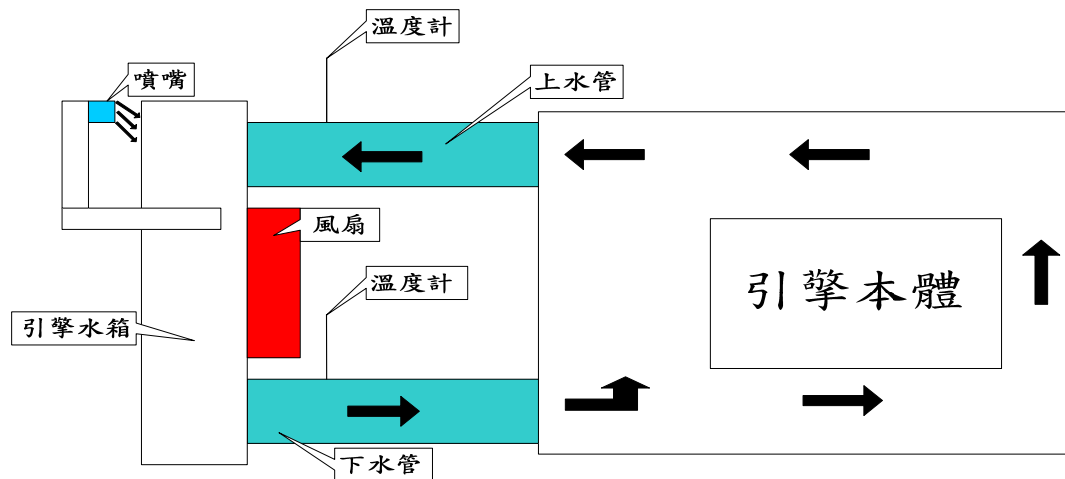 溫度計
噴嘴
上水管
風扇
溫度計
引擎本體
引擎水箱
下水管